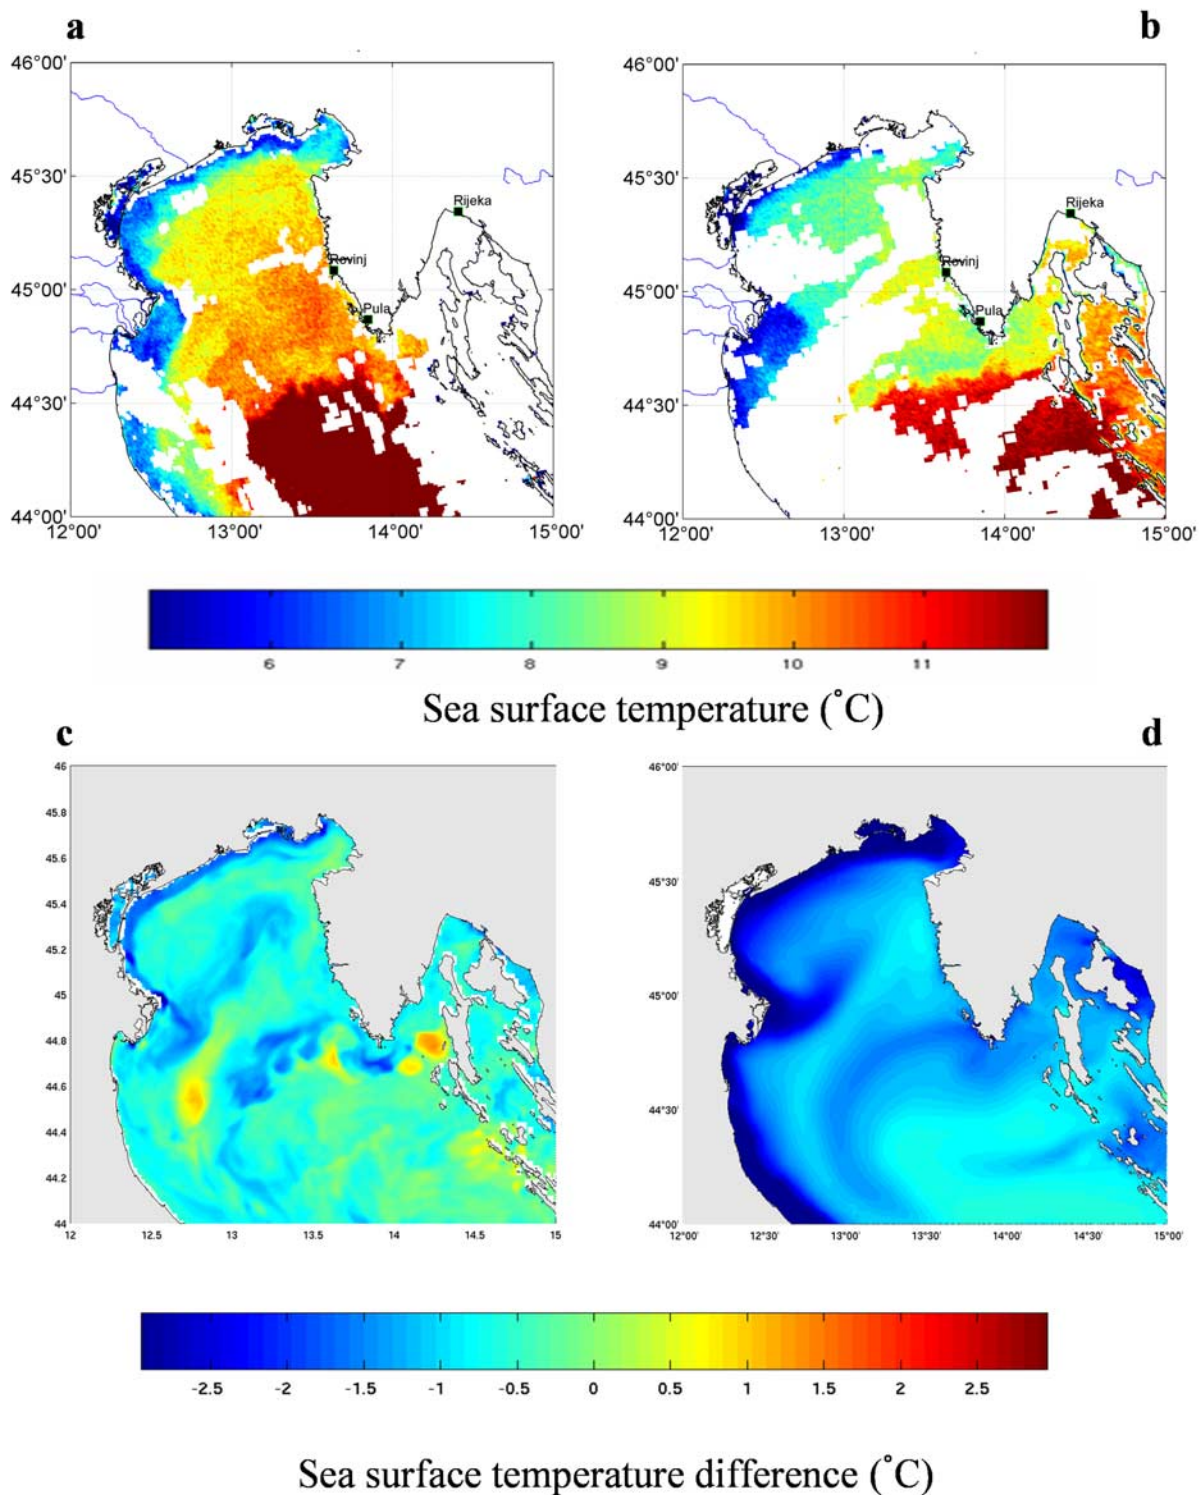 a
b
46°00'
45°30'
45°00'
44°30'
44°00'
12°00'
13°00'
14°00'
15°00'
Rijeka
Rovinj
Pula
46°00'
45°30'
45°00'
44°30'
44°00'
12°00'
13°00'
14°00'
15°00'
Rijeka
Rovinj
Pula
6 7 8 9 10 11
Sea surface temperature (°C)
c
d
46
45.8
45.6
45.4
45.2
45
44.8
44.6
44.4
44.2
44
12 12.5 13 13.5 14 14.5 15
46°00'
45°30'
45°00'
44°30'
44°00'
12°00' 12°30' 13°00' 13°30' 14°00' 14°30' 15°00'
-2.5 -2 -1.5 -1 -0.5 0 0.5 1 1.5 2 2.5
Sea surface temperature difference (°C)